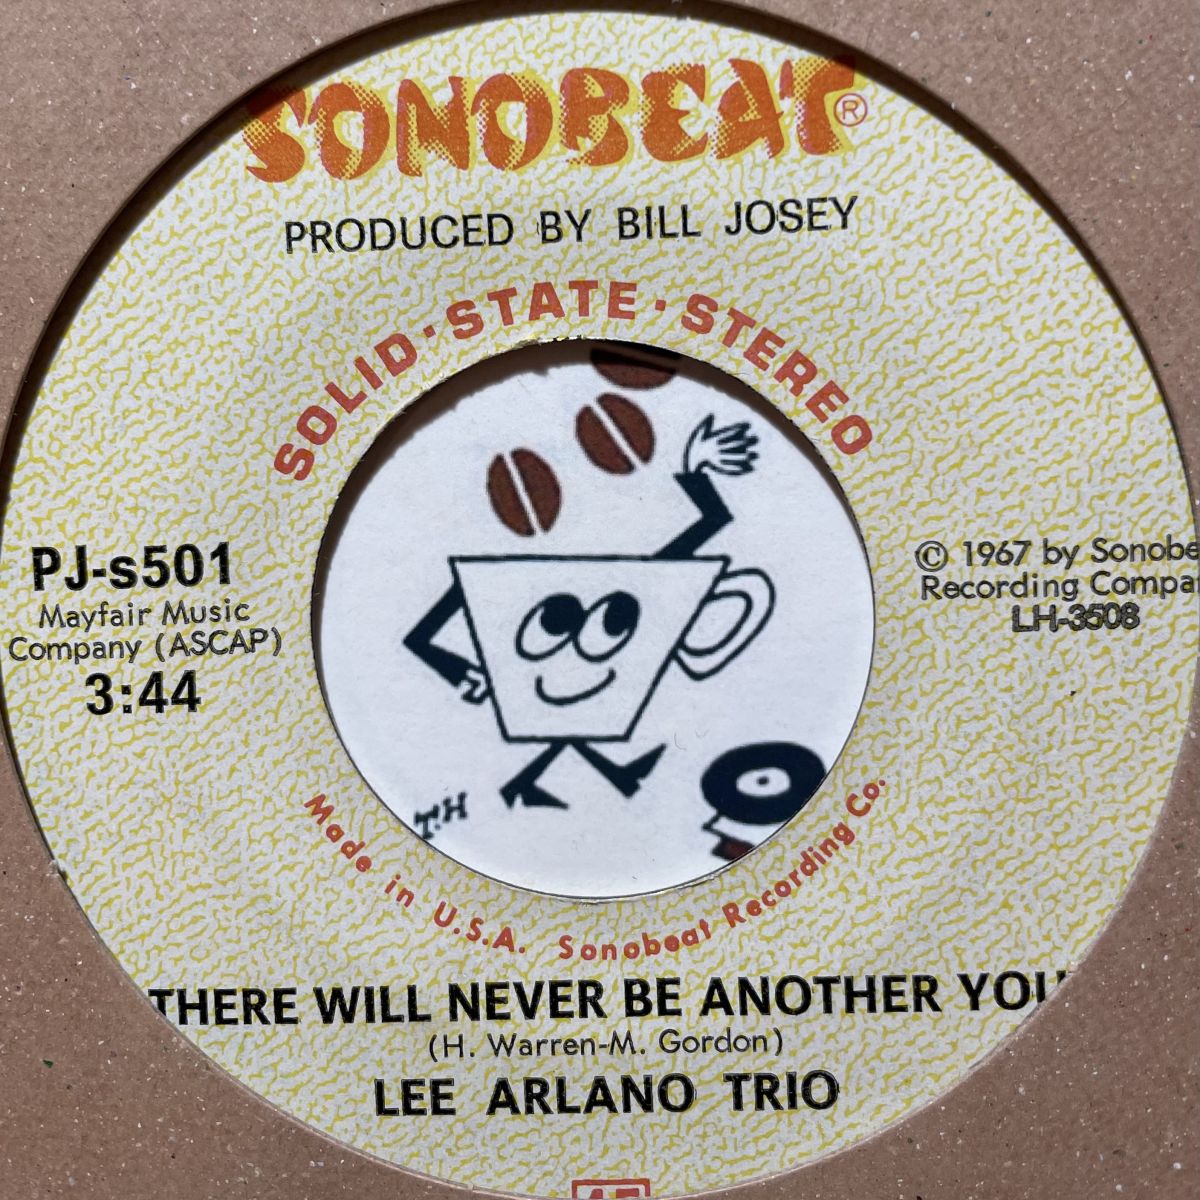 SONOBEAT®
PRODUCED BY BILL JOSEY
SOLID·STATE·STEREO
PJ-s501
Mayfair Music
Company (ASCAP)
3:44
© 1967 by Sonobe
Recording Compa
LH-3508
T.H
Made in U.S.A. Sonobeat Recording Co.
THERE WILL NEVER BE ANOTHER YOU
(H. Warren-M. Gordon)
LEE ARLANO TRIO
45